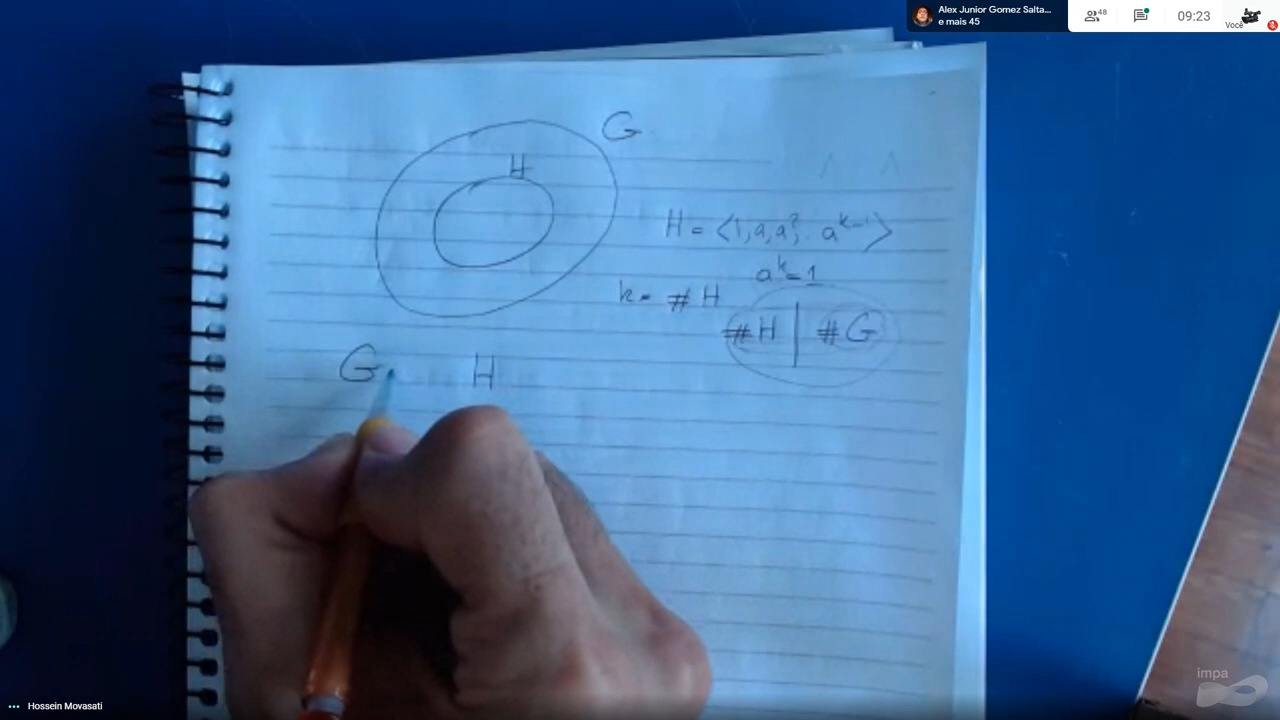 Alex Junior Gomez Salta...
e mais 45
48
09:23
Você
G
H
H = <1, a, a², . a^{k-1}>
a^k = 1
k = # H
#H | #G
G H
impa
Hossein Movasati